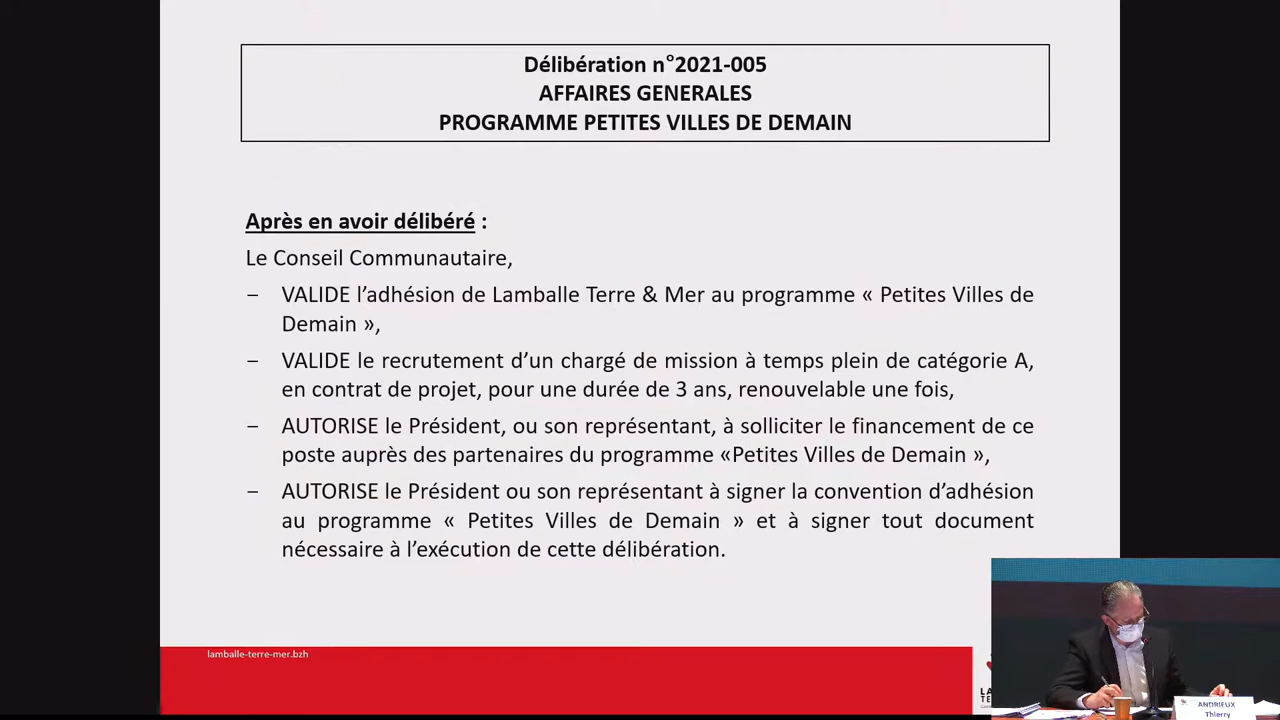 Délibération n°2021-005
AFFAIRES GENERALES
PROGRAMME PETITES VILLES DE DEMAIN
Après en avoir délibéré :
Le Conseil Communautaire,
– VALIDE l’adhésion de Lamballe Terre & Mer au programme « Petites Villes de
Demain »,
– VALIDE le recrutement d’un chargé de mission à temps plein de catégorie A,
en contrat de projet, pour une durée de 3 ans, renouvelable une fois,
– AUTORISE le Président, ou son représentant, à solliciter le financement de ce
poste auprès des partenaires du programme «Petites Villes de Demain »,
– AUTORISE le Président ou son représentant à signer la convention d’adhésion
au programme « Petites Villes de Demain » et à signer tout document
nécessaire à l’exécution de cette délibération.
lamballe-terre-mer.bzh
ANDRIEUX
Thierry